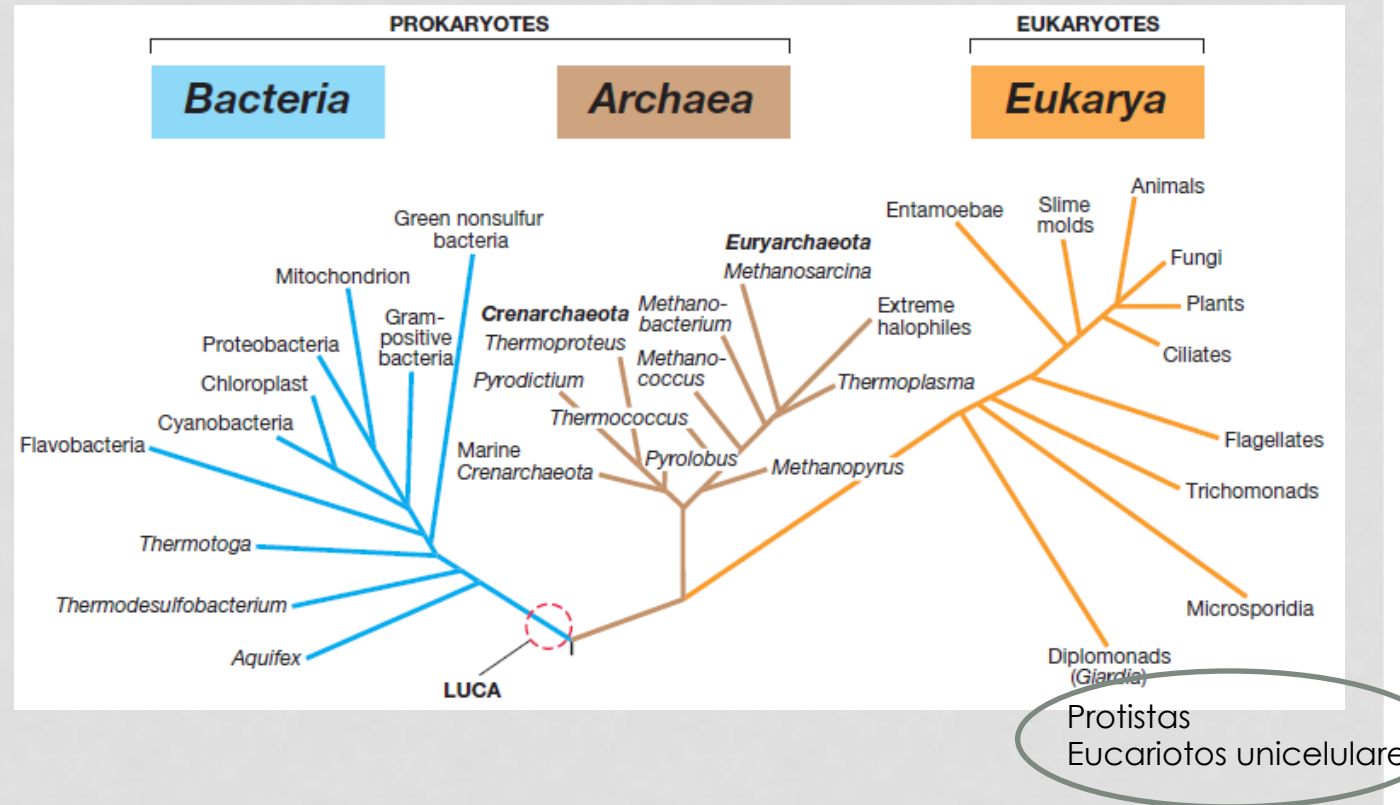 PROKARYOTES
EUKARYOTES
Bacteria
Archaea
Eukarya
Green nonsulfur
bacteria
Mitochondrion
Gram-
positive
bacteria
Proteobacteria
Chloroplast
Cyanobacteria
Flavobacteria
Thermotoga
Thermodesulfobacterium
Aquifex
LUCA
Crenarchaeota
Thermoproteus
Pyrodictium
Thermococcus
Marine
Crenarchaeota
Pyrolobus
Methano-
bacterium
Methano-
coccus
Euryarchaeota
Methanosarcina
Extreme
halophiles
Thermoplasma
Methanopyrus
Entamoebae
Slime
molds
Animals
Fungi
Plants
Ciliates
Flagellates
Trichomonads
Microsporidia
Diplomonads
(Giardia)
Protistas
Eucariotos unicelulare